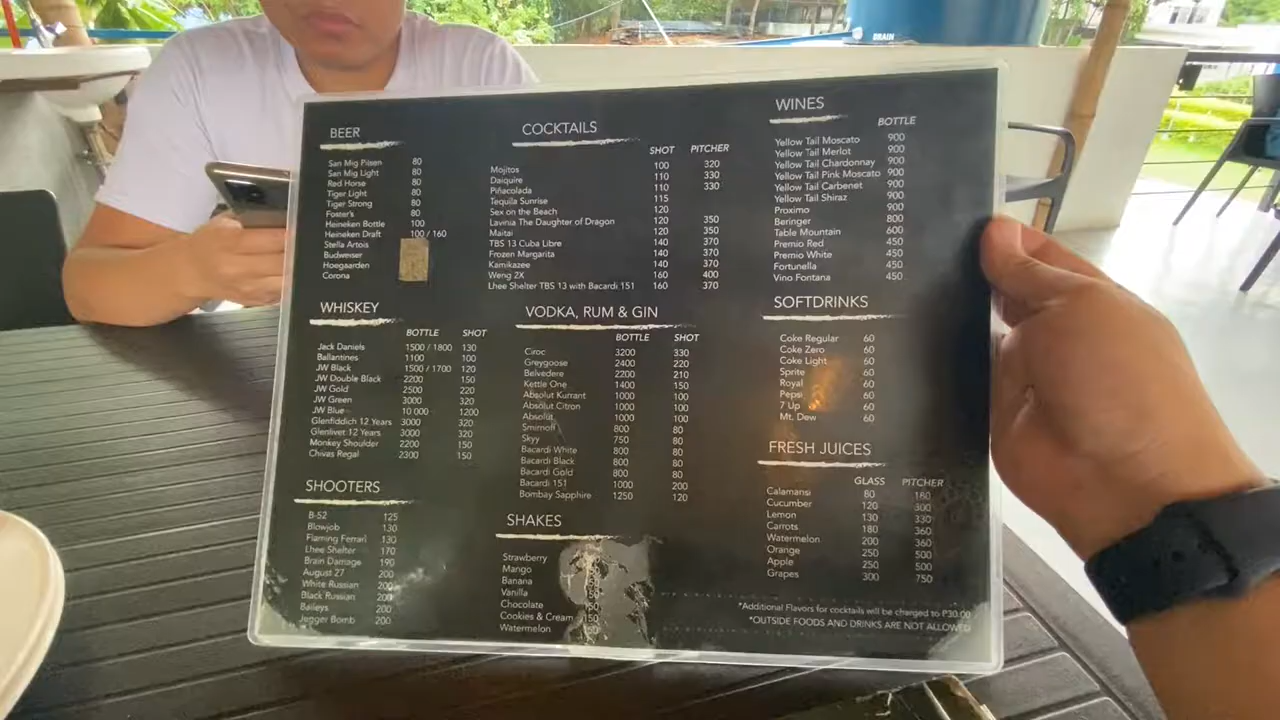 BRAIN
BEER
San Mig Pilsen 80
San Mig Light 80
Red Horse 80
Tiger Light 80
Tiger Strong 80
Foster's 80
Heineken Bottle 100
Heineken Draft 100 / 160
Stella Artois
Budweiser
Hoegaarden
Corona
WHISKEY
BOTTLE SHOT
Jack Daniels 1500 / 1800 130
Ballantines 1100 100
JW Black 1500 / 1700 120
JW Double Black 2200 150
JW Gold 2500 220
JW Green 3000 320
JW Blue 10 000 1200
Glenfiddich 12 Years 3000 320
Glenlivet 12 Years 3000 320
Monkey Shoulder 2200 150
Chivas Regal 2300 150
SHOOTERS
B-52 125
Blowjob 130
Flaming Ferrari 130
Lhee Shelter 170
Brain Damage 190
August 27 200
White Russian 200
Black Russian 200
Baileys 200
Jegger Bomb 200
COCKTAILS
SHOT PITCHER
Mojitos 100 320
Daiquire 110 330
Piñacolada 110 330
Tequila Sunrise 115
Sex on the Beach 120
Lavinia The Daughter of Dragon 120 350
Maitai 120 350
TBS 13 Cuba Libre 140 370
Frozen Margarita 140 370
Kamikazee 140 370
Weng 2X 160 400
Lhee Shelter TBS 13 with Bacardi 151 160 370
VODKA, RUM & GIN
BOTTLE SHOT
Ciroc 3200 330
Greygoose 2400 220
Belvedere 2200 210
Kettle One 1400 150
Absolut Kurrant 1000 100
Absolut Citron 1000 100
Absolut 1000 100
Smirnoff 800 80
Skyy 750 80
Bacardi White 800 80
Bacardi Black 800 80
Bacardi Gold 800 80
Bacardi 151 1000 200
Bombay Sapphire 1250 120
SHAKES
Strawberry
Mango
Banana 150
Vanilla 150
Chocolate 150
Cookies & Cream 150
Watermelon 150
WINES
BOTTLE
Yellow Tail Moscato 900
Yellow Tail Merlot 900
Yellow Tail Chardonnay 900
Yellow Tail Pink Moscato 900
Yellow Tail Carbenet 900
Yellow Tail Shiraz 900
Proximo 900
Beringer 800
Table Mountain 600
Premio Red 450
Premio White 450
Fortunella 450
Vino Fontana 450
SOFTDRINKS
Coke Regular 60
Coke Zero 60
Coke Light 60
Sprite 60
Royal 60
Pepsi 60
7 Up 60
Mt. Dew 60
FRESH JUICES
GLASS PITCHER
Calamansi 80 180
Cucumber 120 300
Lemon 130 330
Carrots 180 360
Watermelon 200 360
Orange 250 500
Apple 250 500
Grapes 300 750
*Additional Flavors for cocktails will be charged to P30.00
*OUTSIDE FOODS AND DRINKS ARE NOT ALLOWED